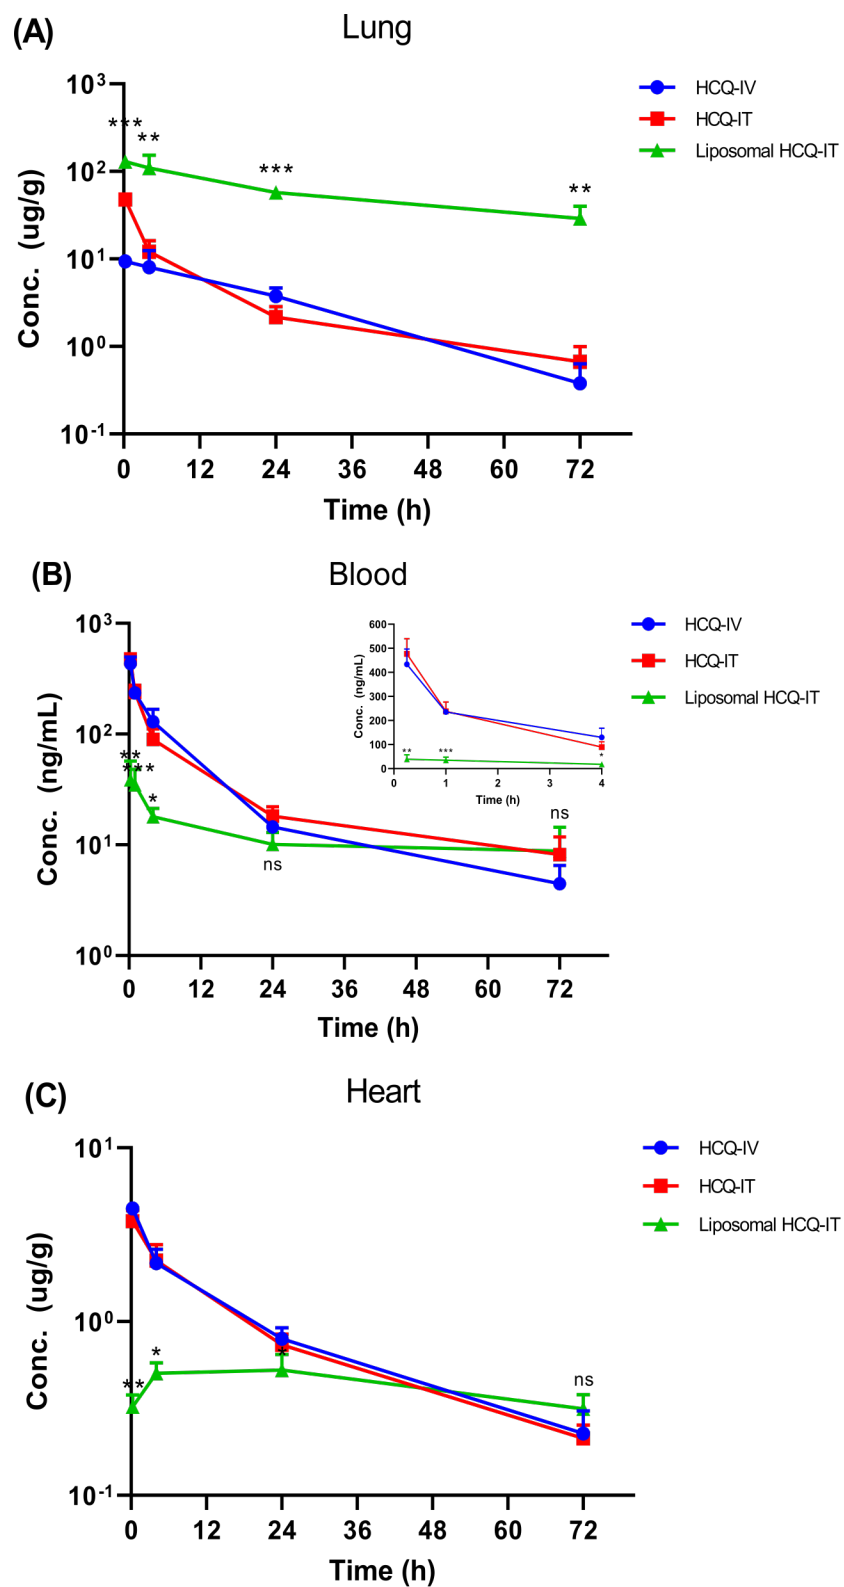 (A)
Lung
Conc. (ug/g)
10³
10²
10¹
10⁰
10⁻¹
***
**
***
**
0 12 24 36 48 60 72
Time (h)
HCQ-IV
HCQ-IT
Liposomal HCQ-IT
(B)
Blood
Conc. (ng/mL)
10³
10²
10¹
10⁰
**
***
*
ns
ns
0 12 24 36 48 60 72
Time (h)
Conc. (ng/mL)
600
500
400
300
200
100
0
**
***
*
0 1 2 3 4
Time (h)
HCQ-IV
HCQ-IT
Liposomal HCQ-IT
(C)
Heart
Conc. (ug/g)
10¹
10⁰
10⁻¹
**
*
*
ns
0 12 24 36 48 60 72
Time (h)
HCQ-IV
HCQ-IT
Liposomal HCQ-IT